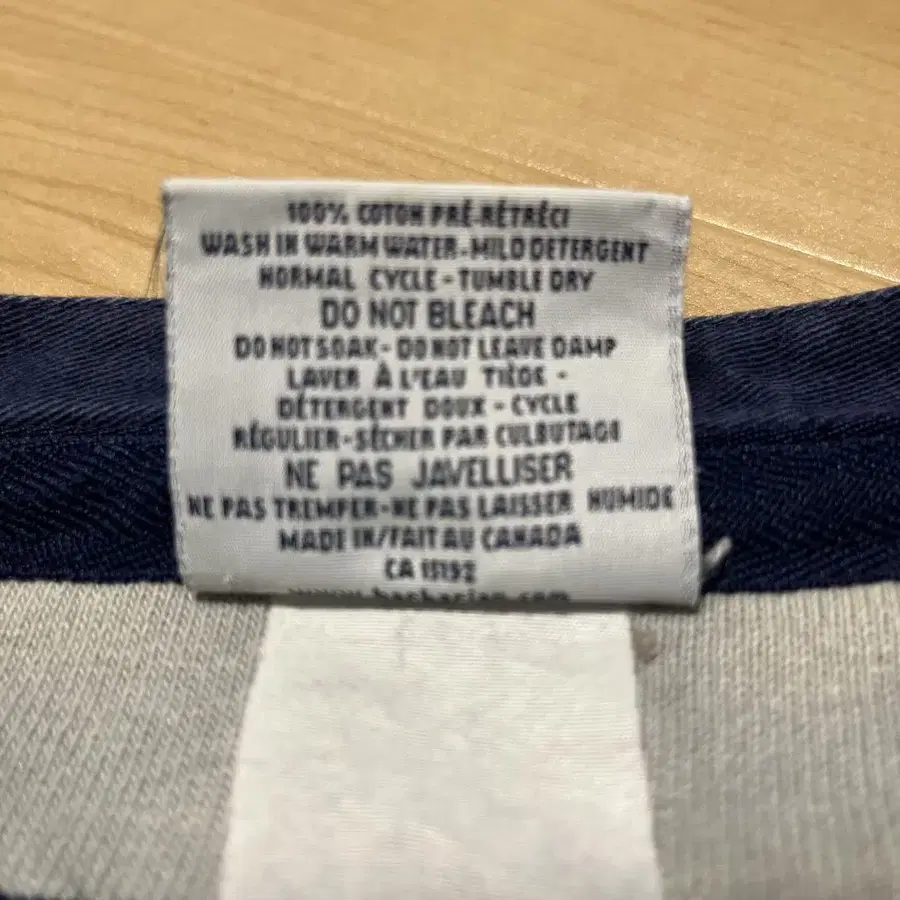 100% COTON PRÉ-RÉTRÉCI
WASH IN WARM WATER-MILD DETERGENT
NORMAL CYCLE - TUMBLE DRY
DO NOT BLEACH
DO NOT SOAK - DO NOT LEAVE DAMP
LAVER À L'EAU TIÈDE -
DÉTERGENT DOUX - CYCLE
RÉGULIER-SÉCHER PAR CULBUTAGE
NE PAS JAVELLISER
NE PAS TREMPER-NE PAS LAISSER HUMIDE
MADE IN/FAIT AU CANADA
CA 15192